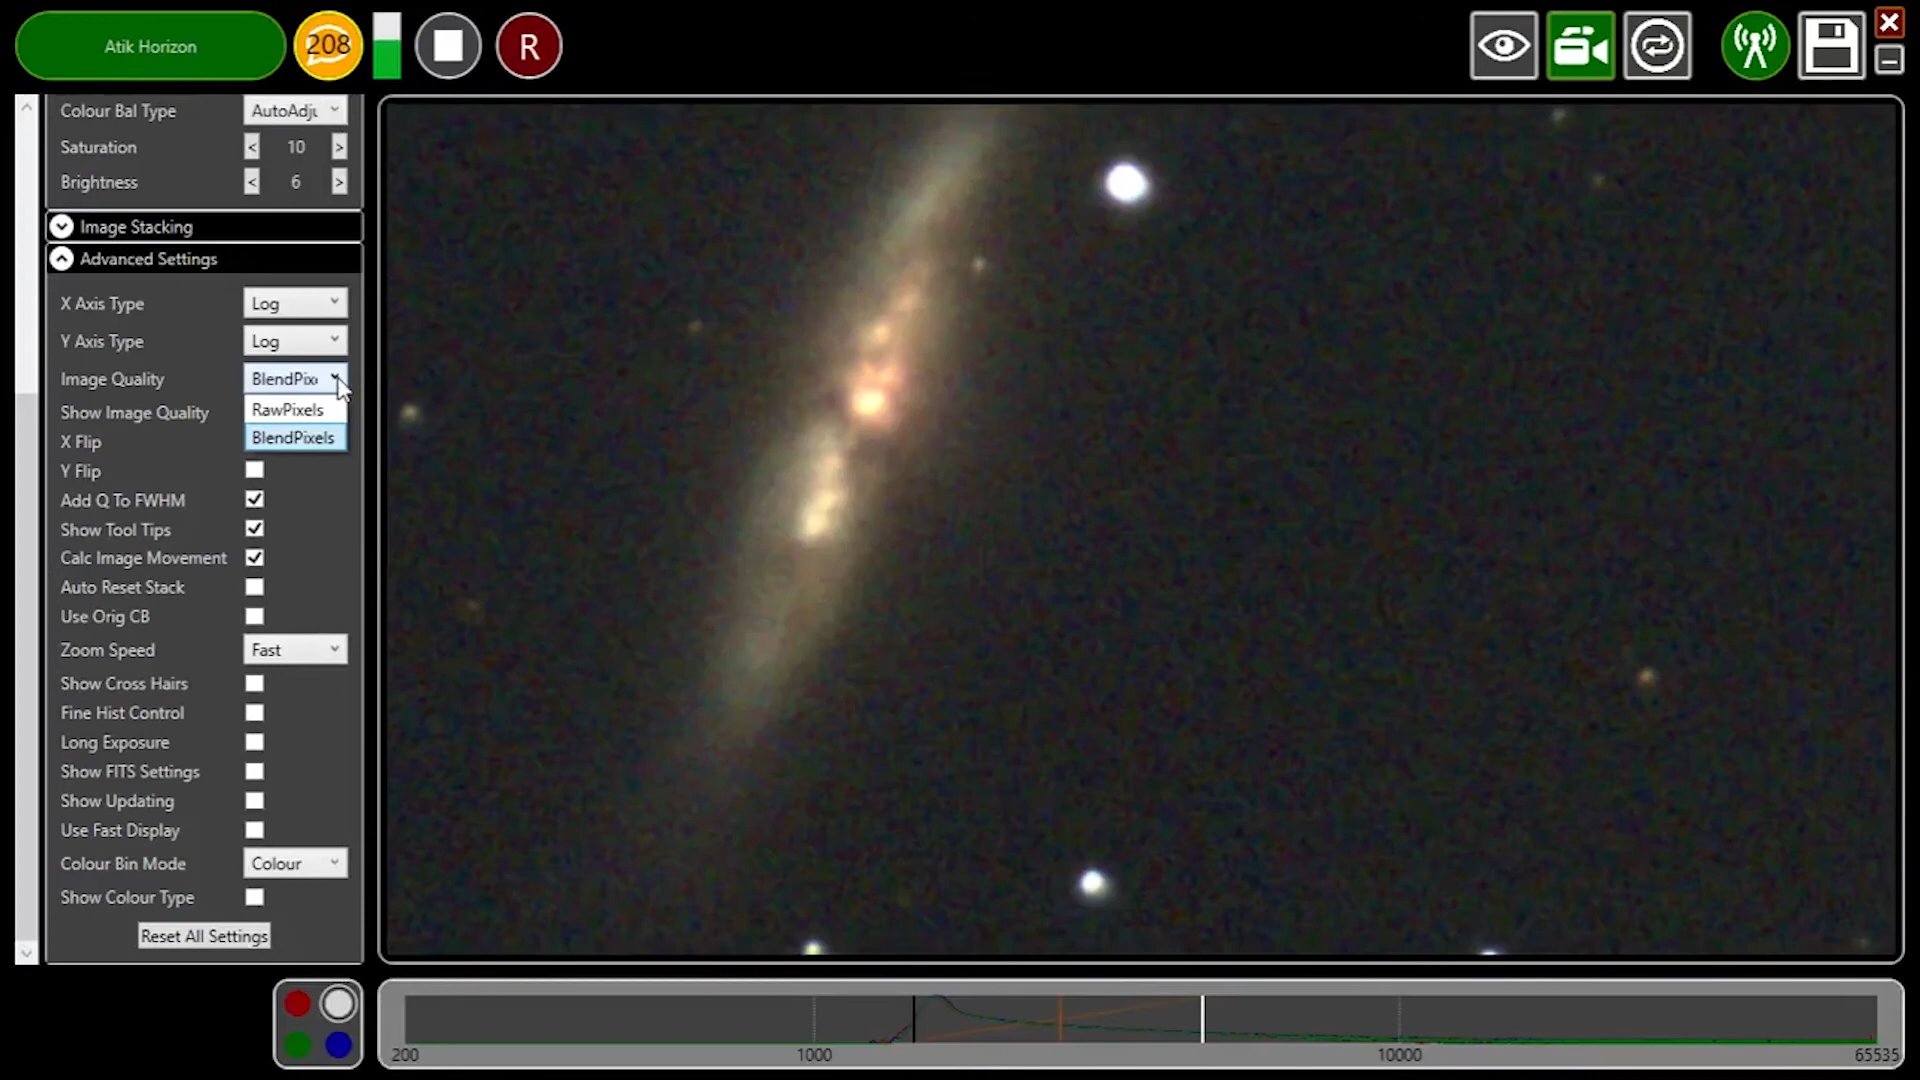 Atik Horizon
208
R
Colour Bal Type AutoAdju
Saturation < 10 >
Brightness < 6 >
Image Stacking
Advanced Settings
X Axis Type Log
Y Axis Type Log
Image Quality BlendPixe
RawPixels
Show Image Quality
BlendPixels
X Flip
Y Flip
Add Q To FWHM
Show Tool Tips
Calc Image Movement
Auto Reset Stack
Use Orig CB
Zoom Speed Fast
Show Cross Hairs
Fine Hist Control
Long Exposure
Show FITS Settings
Show Updating
Use Fast Display
Colour Bin Mode Colour
Show Colour Type
Reset All Settings
200 1000 10000 65535